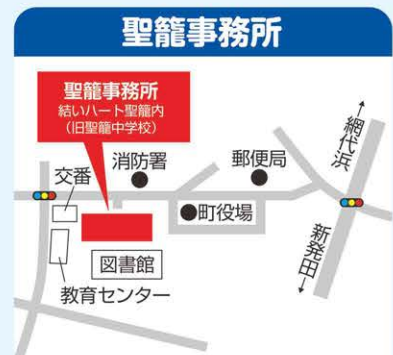 聖籠事務所
聖籠事務所
結いハート聖籠内
(旧聖籠中学校)
交番
消防署
郵便局
←網代浜
町役場
新発田→
図書館
教育センター